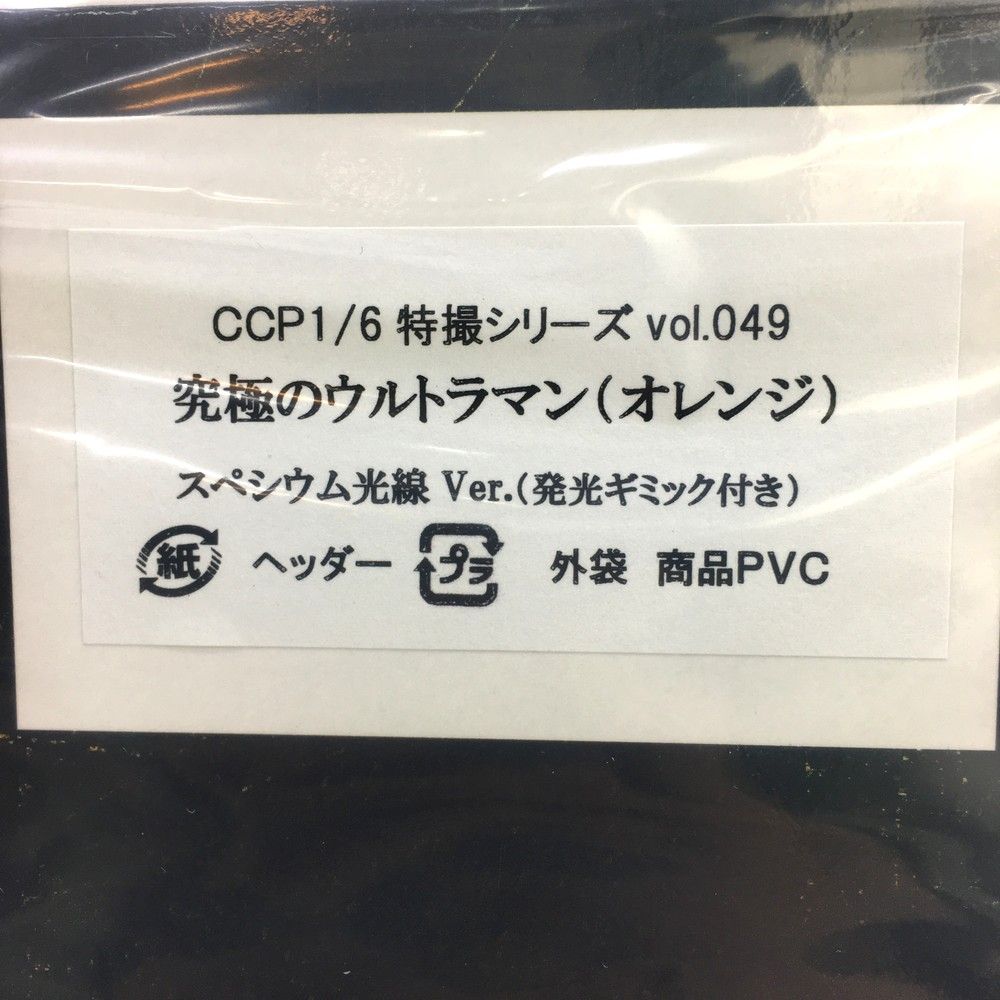 CCP1/6 特撮シリーズ vol.049
究極のウルトラマン(オレンジ)
スペシウム光線 Ver.(発光ギミック付き)
紙 ヘッダー プラ 外袋 商品PVC